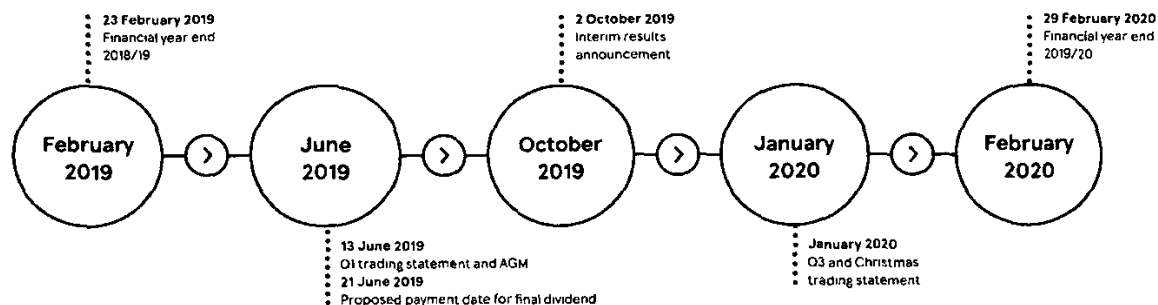 23 February 2019
Financial year end
2018/19
2 October 2019
Interim results
announcement
29 February 2020
Financial year end
2019/20
February
2019
June
2019
October
2019
January
2020
February
2020
13 June 2019
Q1 trading statement and AGM
21 June 2019
Proposed payment date for final dividend
January 2020
Q3 and Christmas
trading statement